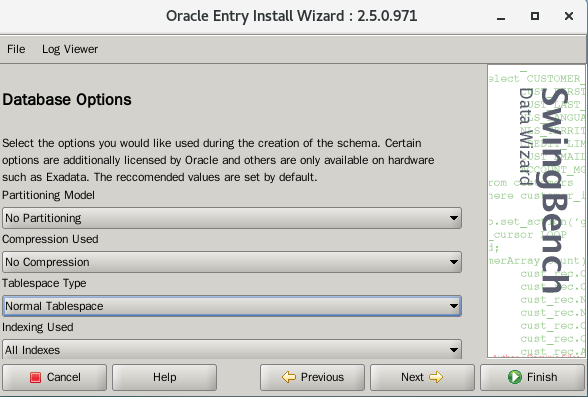 Oracle Entry Install Wizard : 2.5.0.971
File Log Viewer
Database Options
Select the options you would like used during the creation of the schema. Certain
options are additionally licensed by Oracle and others are only available on hardware
such as Exadata. The reccomended values are set by default.
Partitioning Model
No Partitioning
Compression Used
No Compression
Tablespace Type
Normal Tablespace
Indexing Used
All Indexes
SwingBench
Data Wizard
Cancel
Help
Previous
Next
Finish